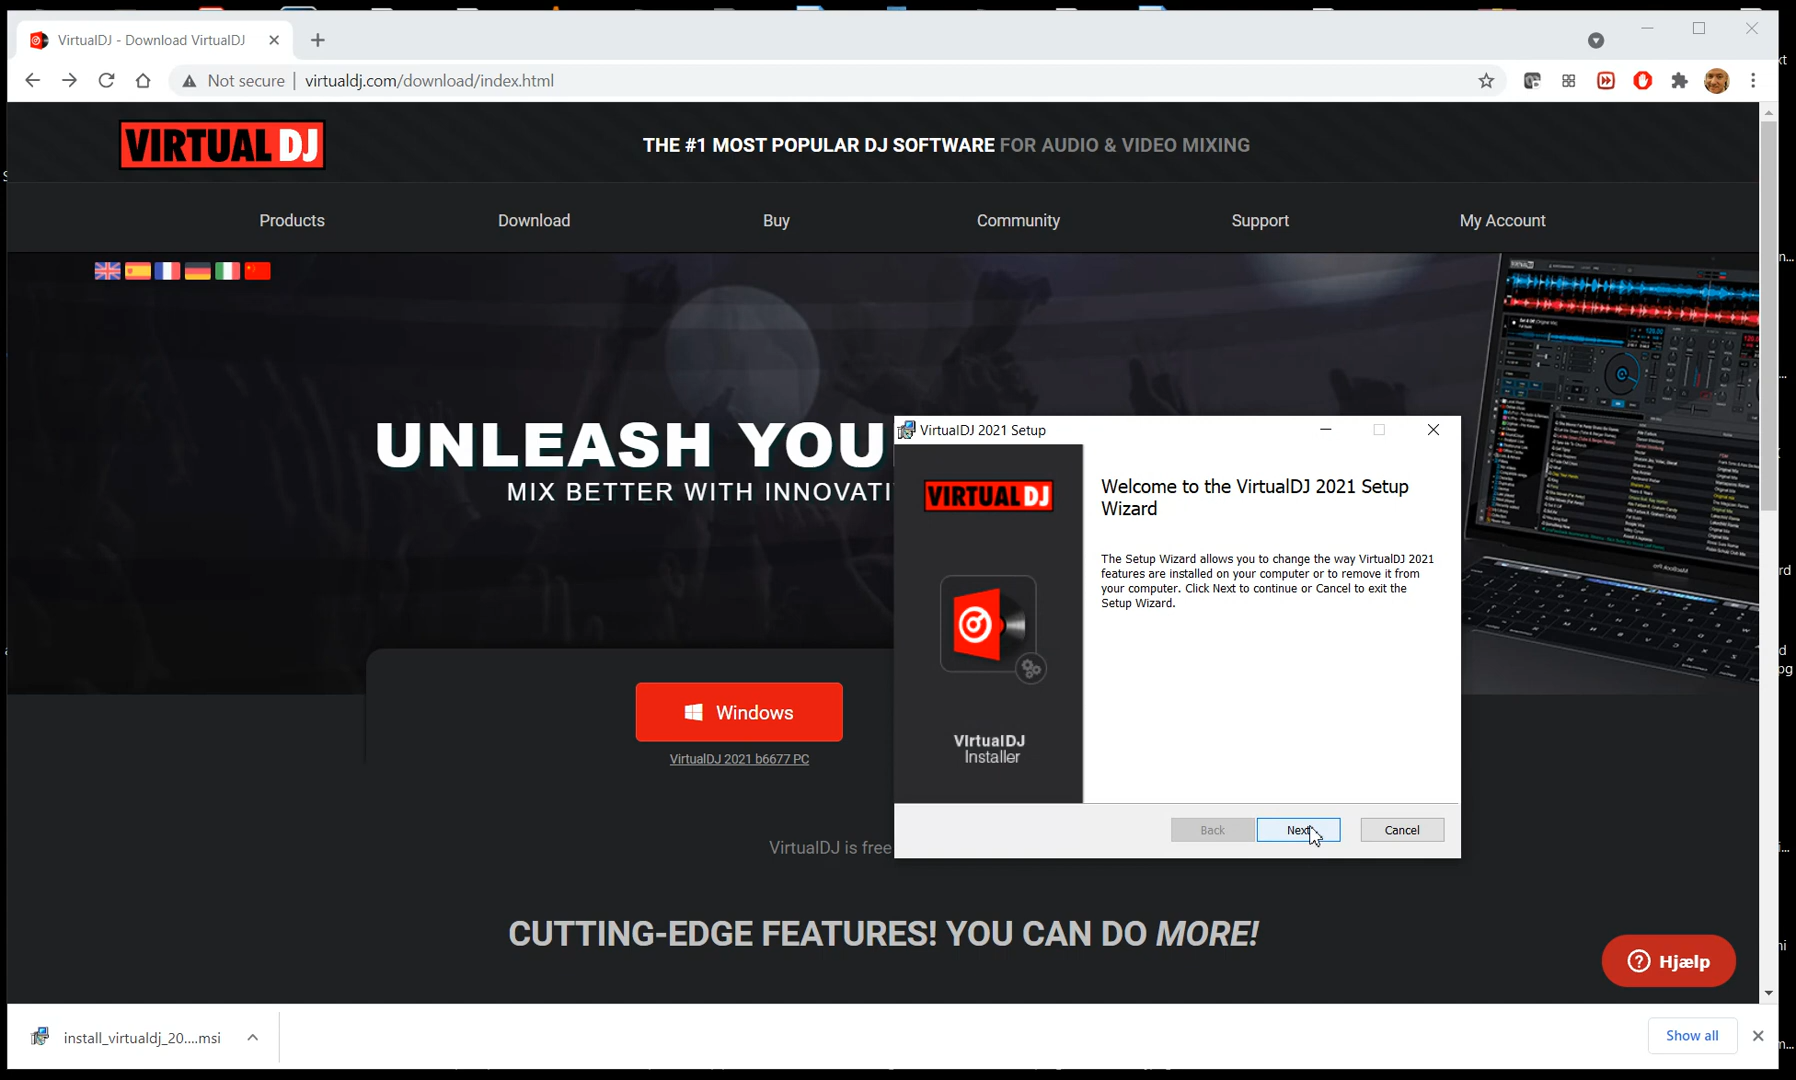 VirtualDJ - Download VirtualDJ
Not secure | virtualdj.com/download/index.html
VIRTUAL DJ
THE #1 MOST POPULAR DJ SOFTWARE FOR AUDIO & VIDEO MIXING
Products
Download
Buy
Community
Support
My Account
UNLEASH YOU
MIX BETTER WITH INNOVATI
VirtualDJ 2021 Setup
VIRTUAL DJ
Welcome to the VirtualDJ 2021 Setup
Wizard
The Setup Wizard allows you to change the way VirtualDJ 2021
features are installed on your computer or to remove it from
your computer. Click Next to continue or Cancel to exit the
Setup Wizard.
VirtualDJ
Installer
Back
Next
Cancel
MacBook Pro
Windows
VirtualDJ 2021 b6677 PC
VirtualDJ is free
CUTTING-EDGE FEATURES! YOU CAN DO MORE!
Hjælp
install_virtualdj_20....msi
Show all